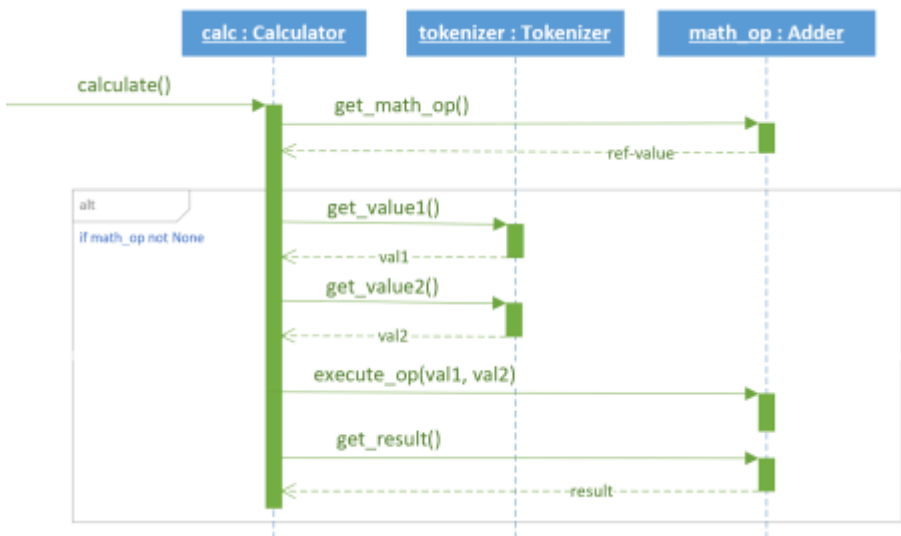 calc : Calculator
tokenizer : Tokenizer
math_op : Adder
calculate()
get_math_op()
ref-value
alt
get_value1()
if math_op not None
val1
get_value2()
val2
execute_op(val1, val2)
get_result()
result